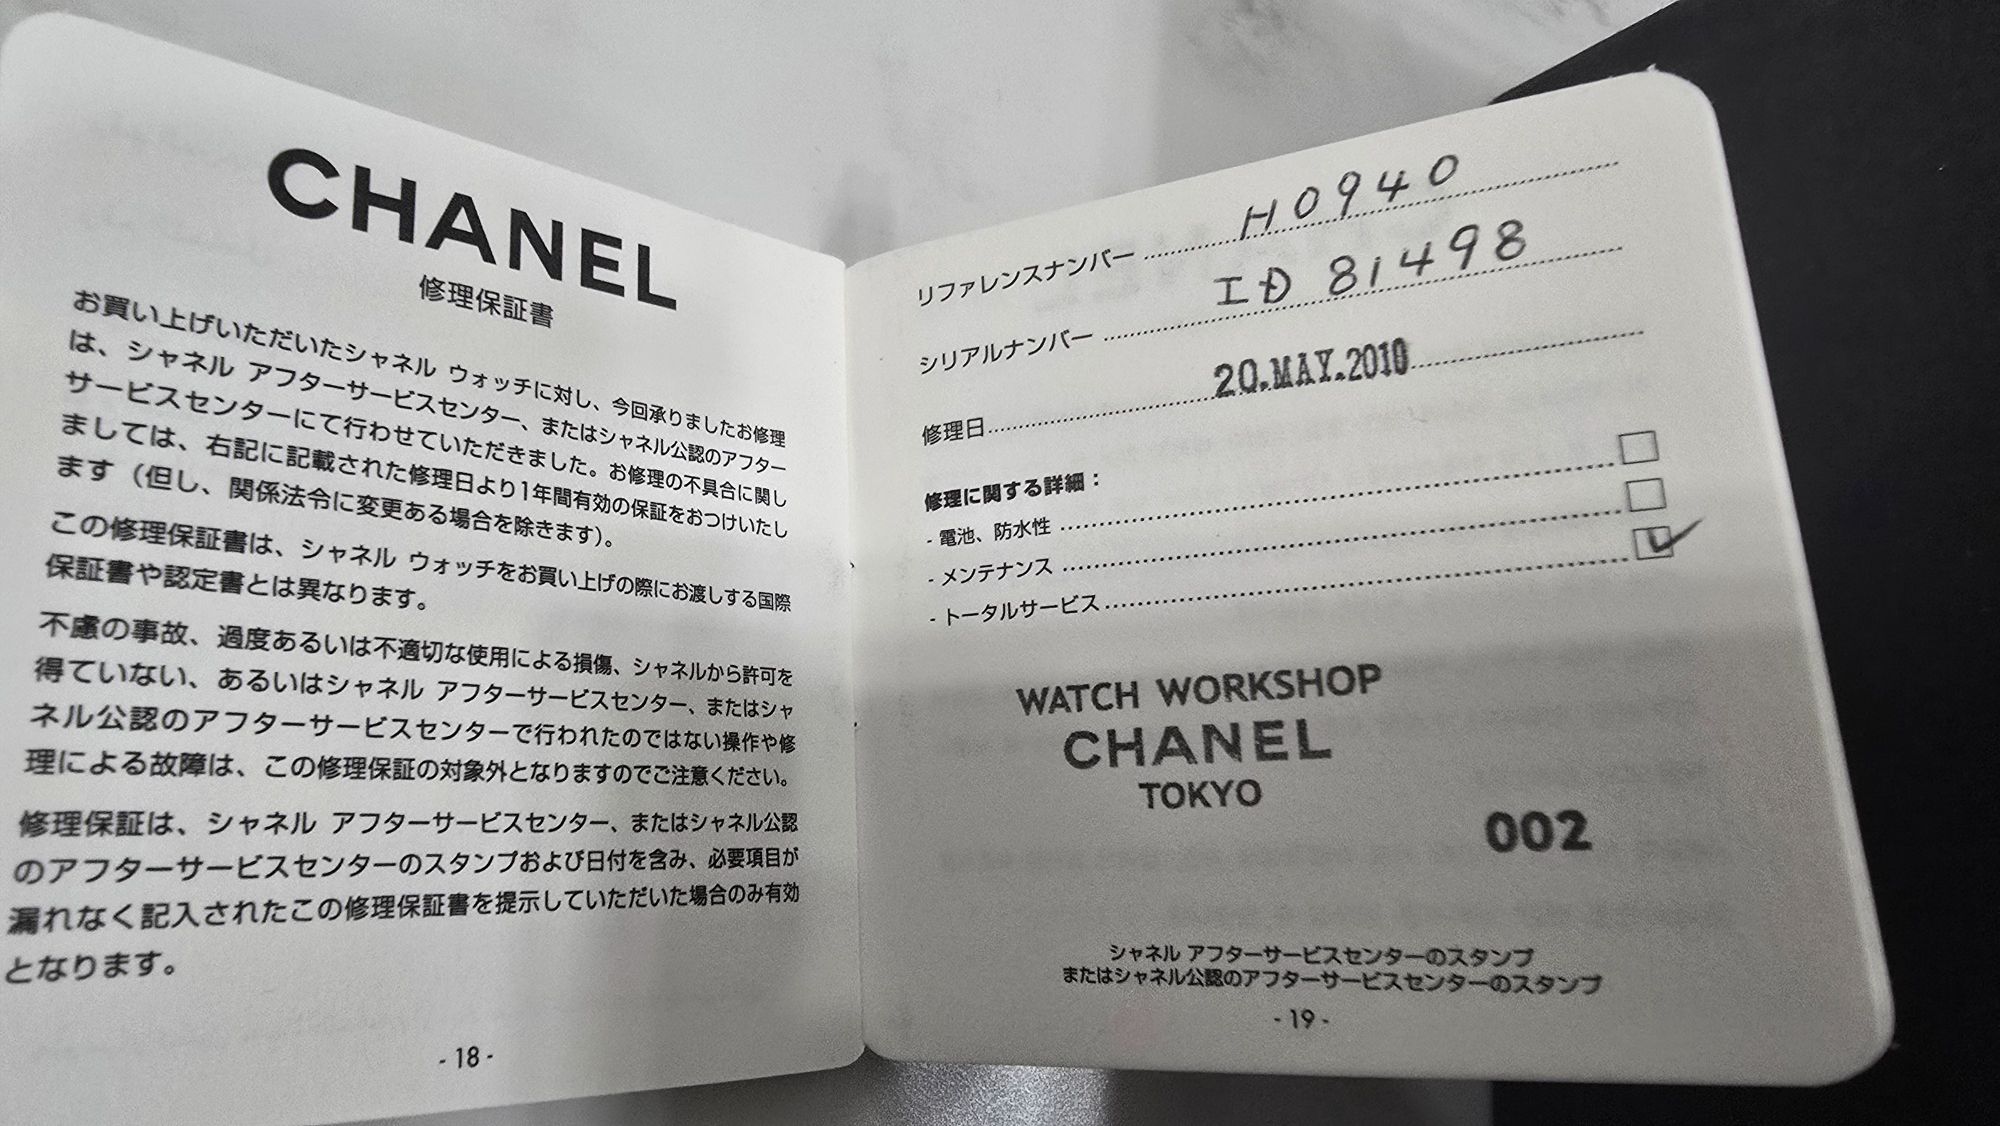 CHANEL
修理保証書
お買い上げいただいたシャネル ウォッチに対し、今回承りましたお修理
は、シャネル アフターサービスセンター、またはシャネル公認のアフター
サービスセンターにて行わせていただきました。お修理の不具合に関し
ましては、右記に記載された修理日より1年間有効の保証をおつけいたし
ます（但し、関係法令に変更ある場合を除きます）。
この修理保証書は、シャネル ウォッチをお買い上げの際にお渡しする国際
保証書や認定書とは異なります。
不慮の事故、過度あるいは不適切な使用による損傷、シャネルから許可を
得ていない、あるいはシャネル アフターサービスセンター、またはシャ
ネル公認のアフターサービスセンターで行われたのではない操作や修
理による故障は、この修理保証の対象外となりますのでご注意ください。
修理保証は、シャネル アフターサービスセンター、またはシャネル公認
のアフターサービスセンターのスタンプおよび日付を含み、必要項目が
漏れなく記入されたこの修理保証書を提示していただいた場合のみ有効
となります。
- 18 -
リファレンスナンバー H0940
シリアルナンバー ID 81498
修理日 20.MAY.2010
修理に関する詳細：
- 電池、防水性
- メンテナンス
- トータルサービス
WATCH WORKSHOP
CHANEL
TOKYO
002
シャネル アフターサービスセンターのスタンプ
またはシャネル公認のアフターサービスセンターのスタンプ
- 19 -